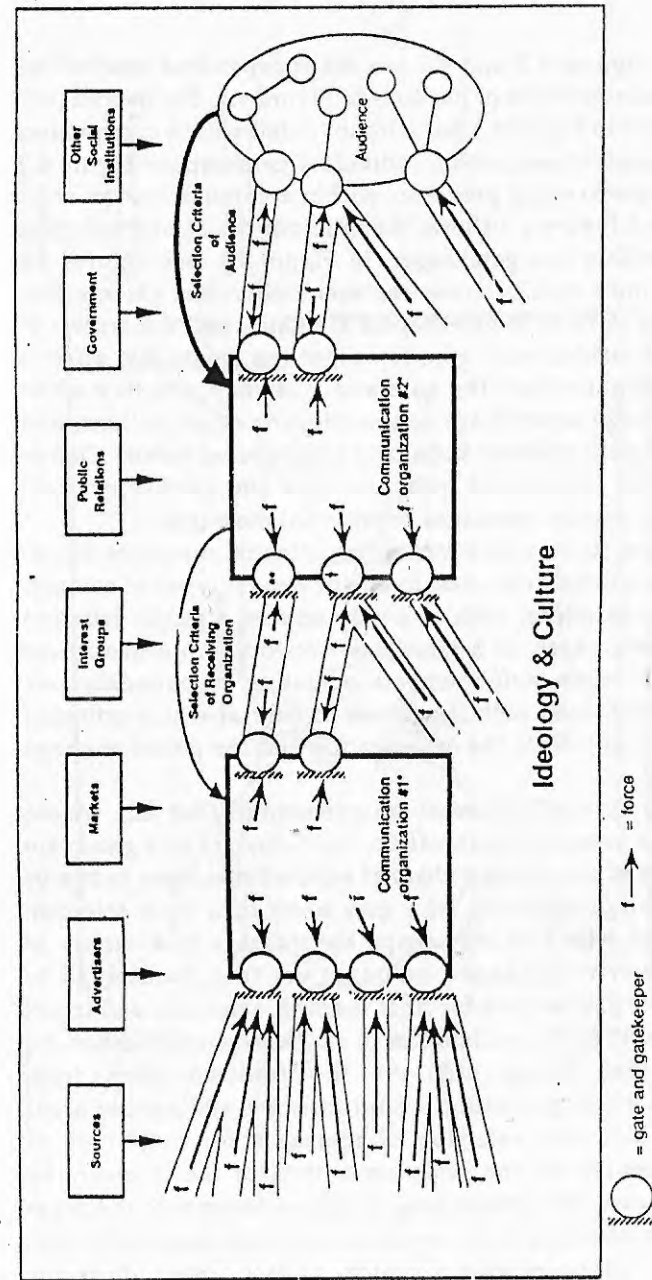 Sources
Advertisers
Markets
Interest
Groups
Public
Relations
Government
Other
Social
Institutions
Selection Criteria
of Receiving
Organization
Selection Criteria
of
Audience
f
f
f
f
f
f
f
f
f
f
f
f
Communication
organization #1*
f
f
f
f
f
f
**
f
f
f
f
f
Communication
organization #2*
f
f
f
f
f
f
Audience
Ideology & Culture
= gate and gatekeeper
f = force